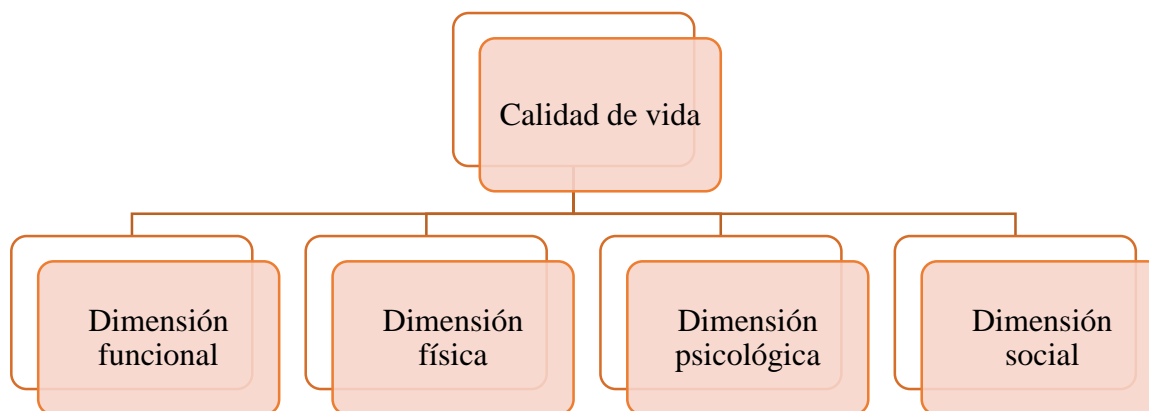 Calidad de vida
Dimensión
funcional
Dimensión
física
Dimensión
psicológica
Dimensión
social